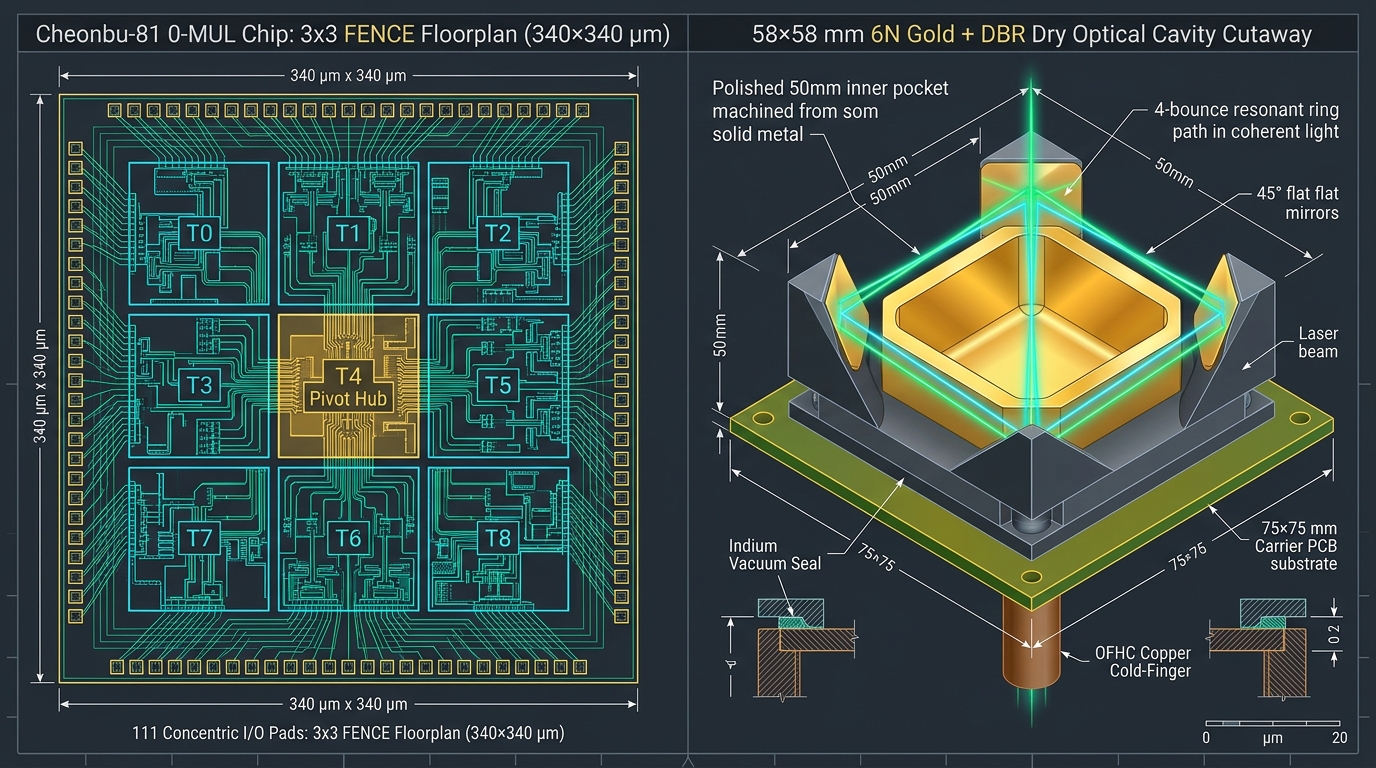 Cheonbu-81 0-MUL Chip: 3x3 FENCE Floorplan (340×340 μm)
340 μm x 340 μm
340 μm x 340 μm
T0
T1
T2
T3
T4
Pivot Hub
T5
T7
T6
T8
340 μm x 340 μm
111 Concentric I/O Pads: 3x3 FENCE Floorplan (340×340 μm)
58×58 mm 6N Gold + DBR Dry Optical Cavity Cutaway
Polished 50mm inner pocket
machined from som
solid metal
4-bounce resonant ring
path in coherent light
50mm
50mm
50mm
45° flat flat
mirrors
50mm
Laser
beam
Indium
Vacuum Seal
75×75
75×75
75×75 mm
Carrier PCB
substrate
OFHC Copper
Cold-Finger
0 2
0
μm
20